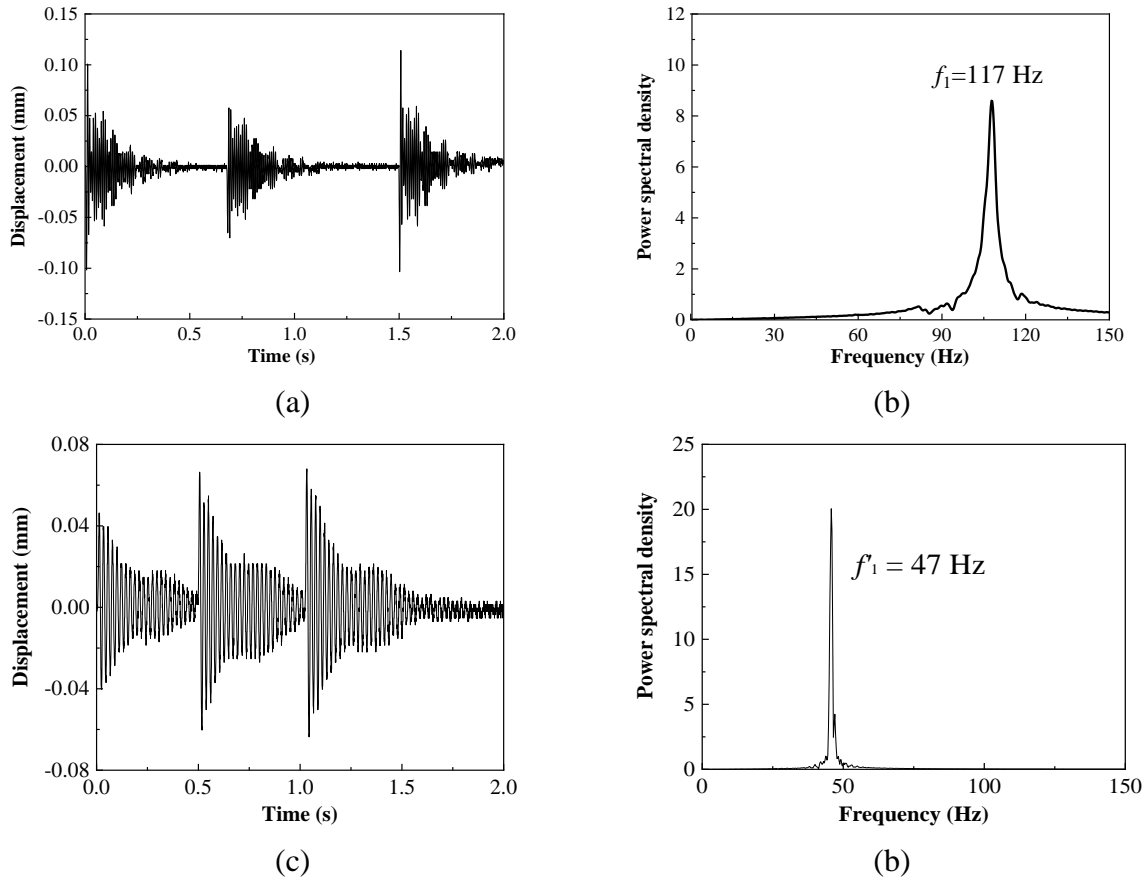 0.15
0.10
0.05
0.00
-0.05
-0.10
-0.15
Displacement (mm)
0.0 0.5 1.0 1.5 2.0
Time (s)
(a)
12
10
8
6
4
2
0
Power spectral density
f1=117 Hz
0 30 60 90 120 150
Frequency (Hz)
(b)
0.08
0.04
0.00
-0.04
-0.08
Displacement (mm)
0.0 0.5 1.0 1.5 2.0
Time (s)
(c)
25
20
15
10
5
0
Power spectral density
f'1 = 47 Hz
0 50 100 150
Frequency (Hz)
(b)